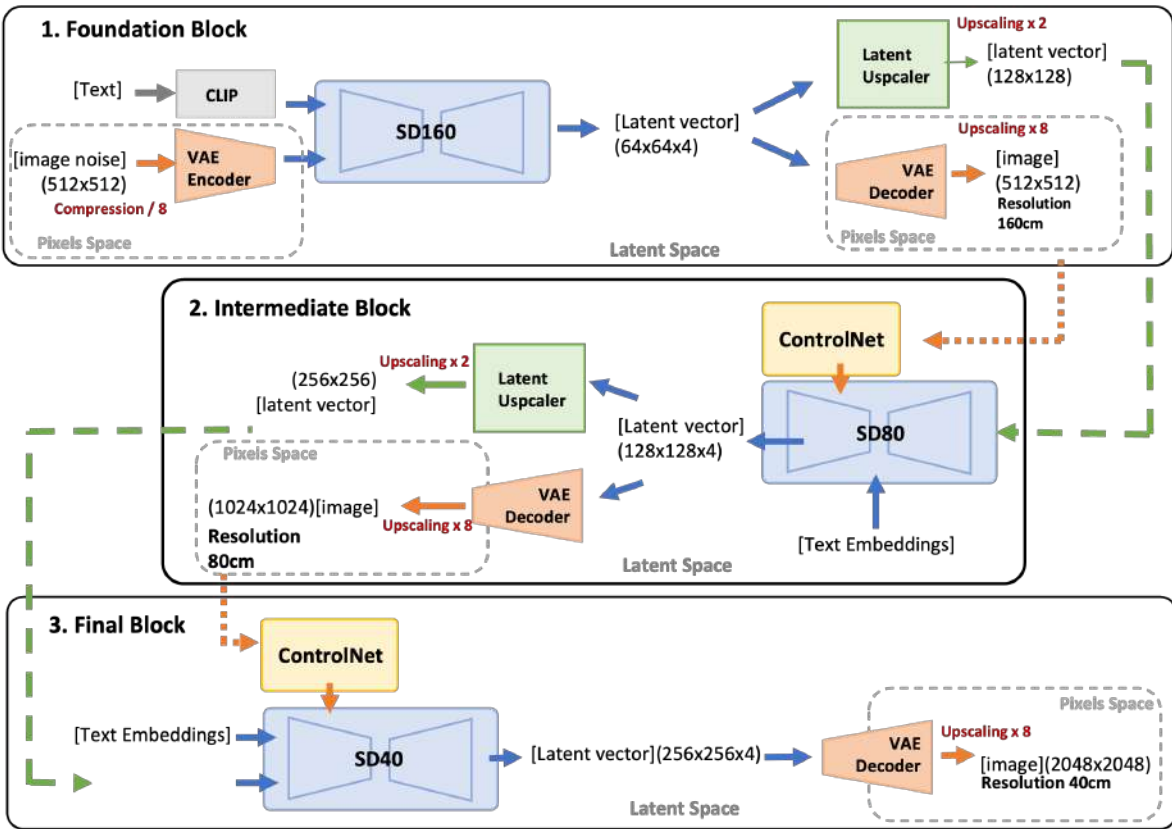 1. Foundation Block
Upscaling x 2
[Text]
CLIP
Latent
Uspcaler
[latent vector]
(128x128)
SD160
[Latent vector]
(64x64x4)
[image noise]
(512x512)
VAE
Encoder
Compression / 8
Pixels Space
Upscaling x 8
VAE
Decoder
[image]
(512x512)
Resolution
160cm
Pixels Space
Latent Space
2. Intermediate Block
ControlNet
Upscaling x 2
(256x256)
[latent vector]
Latent
Uspcaler
[Latent vector]
(128x128x4)
SD80
Pixels Space
(1024x1024)[image]
Upscaling x 8
Resolution
80cm
VAE
Decoder
[Text Embeddings]
Latent Space
3. Final Block
ControlNet
[Text Embeddings]
SD40
[Latent vector](256x256x4)
VAE
Decoder
Pixels Space
Upscaling x 8
[image](2048x2048)
Resolution 40cm
Latent Space